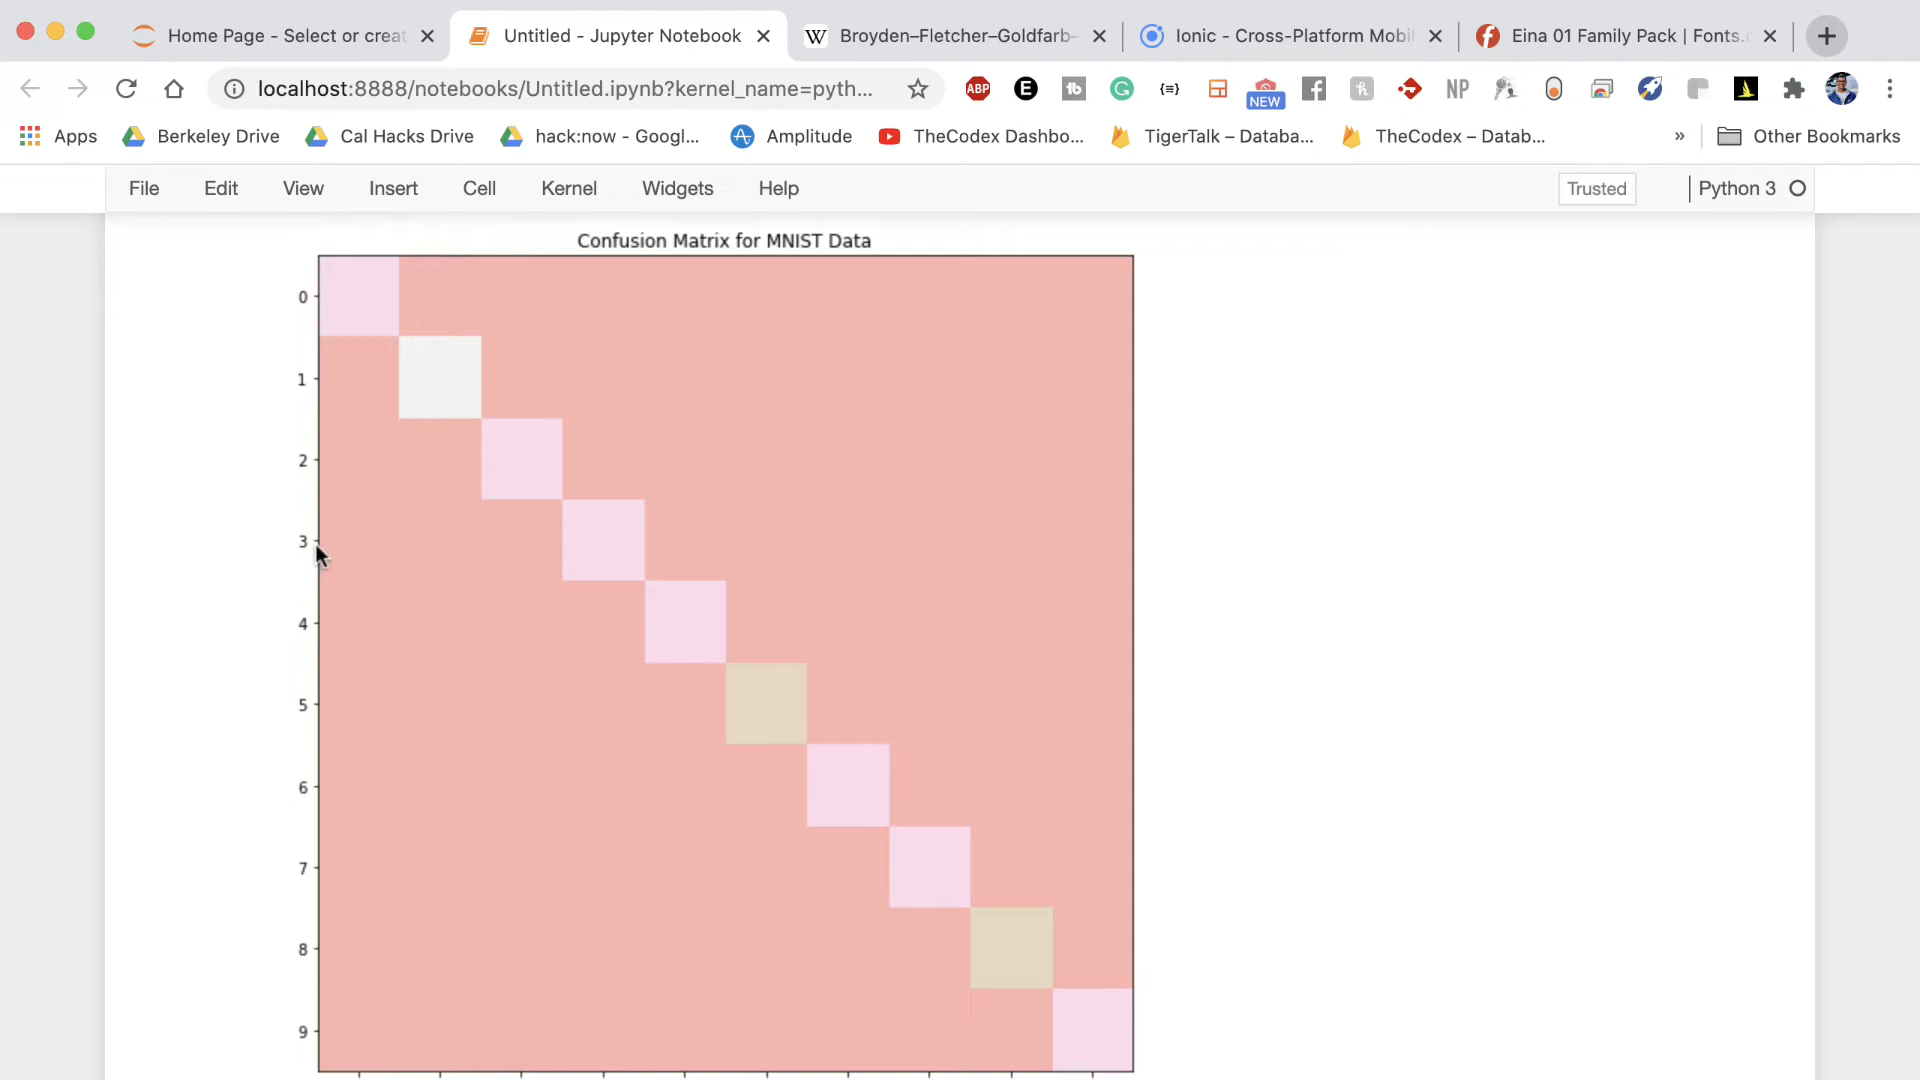 Home Page - Select or creat
Untitled - Jupyter Notebook
W Broyden–Fletcher–Goldfarb–
Ionic - Cross-Platform Mobil
Eina 01 Family Pack | Fonts.c
localhost:8888/notebooks/Untitled.ipynb?kernel_name=pyth...
ABP E tb G {≡} NEW NP
Apps Berkeley Drive Cal Hacks Drive hack:now - Googl... Amplitude TheCodex Dashbo... TigerTalk – Databa... TheCodex – Datab... » Other Bookmarks
File Edit View Insert Cell Kernel Widgets Help Trusted Python 3
Confusion Matrix for MNIST Data
0
1
2
3
4
5
6
7
8
9